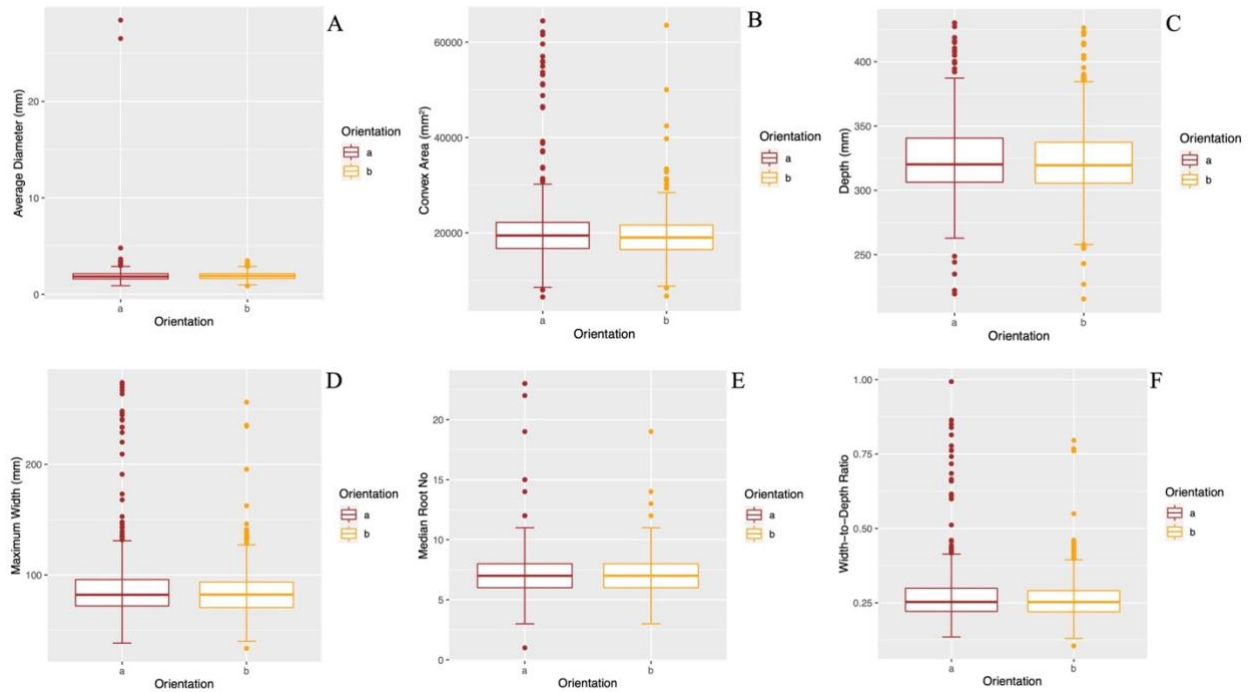 A
Average Diameter (mm)
20
10
0
a
b
Orientation
Orientation
a
b
B
Convex Area (mm²)
60000
40000
20000
a
b
Orientation
Orientation
a
b
C
Depth (mm)
400
350
300
250
a
b
Orientation
Orientation
a
b
D
Maximum Width (mm)
200
100
a
b
Orientation
Orientation
a
b
E
Median Root No
20
15
10
5
0
a
b
Orientation
Orientation
a
b
F
Width-to-Depth Ratio
1.00
0.75
0.50
0.25
a
b
Orientation
Orientation
a
b